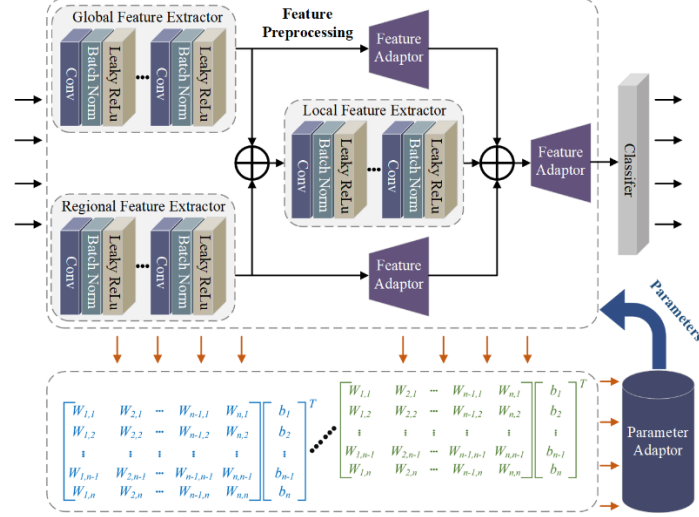 Global Feature Extractor
Conv
Batch Norm
Leaky ReLu
...
Conv
Batch Norm
Leaky ReLu
Feature
Preprocessing
Feature
Adaptor
Local Feature Extractor
Conv
Batch Norm
Leaky ReLU
...
Conv
Batch Norm
Leaky ReLu
Feature
Adaptor
Classifer
Regional Feature Extractor
Conv
Batch Norm
Leaky ReLu
...
Conv
Batch Norm
Leaky ReLu
Feature
Adaptor
Parameters
W1,1 W2,1 ... Wn-1,1 Wn,1 b1 T
W1,2 W2,2 ... Wn-1,2 Wn,2 b2
⋮ ⋮ ⋮ ⋮ ⋮
W1,n-1 W2,n-1 ... Wn-1,n-1 Wn,n-1 bn-1
W1,n W2,n ... Wn-1,n Wn,n bn
W1,1 W2,1 ... Wn-1,1 Wn,1 b1 T
W1,2 W2,2 ... Wn-1,2 Wn,2 b2
⋮ ⋮ ⋮ ⋮ ⋮
W1,n-1 W2,n-1 ... Wn-1,n-1 Wn,n-1 bn-1
W1,n W2,n ... Wn-1,n Wn,n bn
Parameter
Adaptor